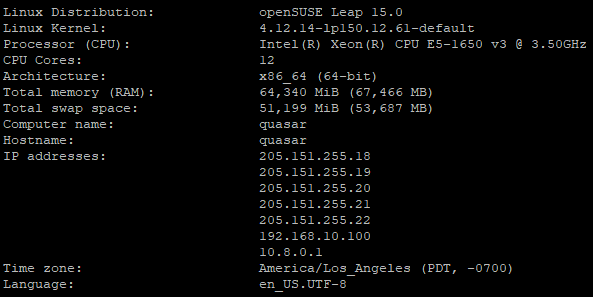 Linux Distribution: openSUSE Leap 15.0
Linux Kernel: 4.12.14-lp150.12.61-default
Processor (CPU): Intel(R) Xeon(R) CPU E5-1650 v3 @ 3.50GHz
CPU Cores: 12
Architecture: x86_64 (64-bit)
Total memory (RAM): 64,340 MiB (67,466 MB)
Total swap space: 51,199 MiB (53,687 MB)
Computer name: quasar
Hostname: quasar
IP addresses: 205.151.255.18
205.151.255.19
205.151.255.20
205.151.255.21
205.151.255.22
192.168.10.100
10.8.0.1
Time zone: America/Los_Angeles (PDT, -0700)
Language: en_US.UTF-8